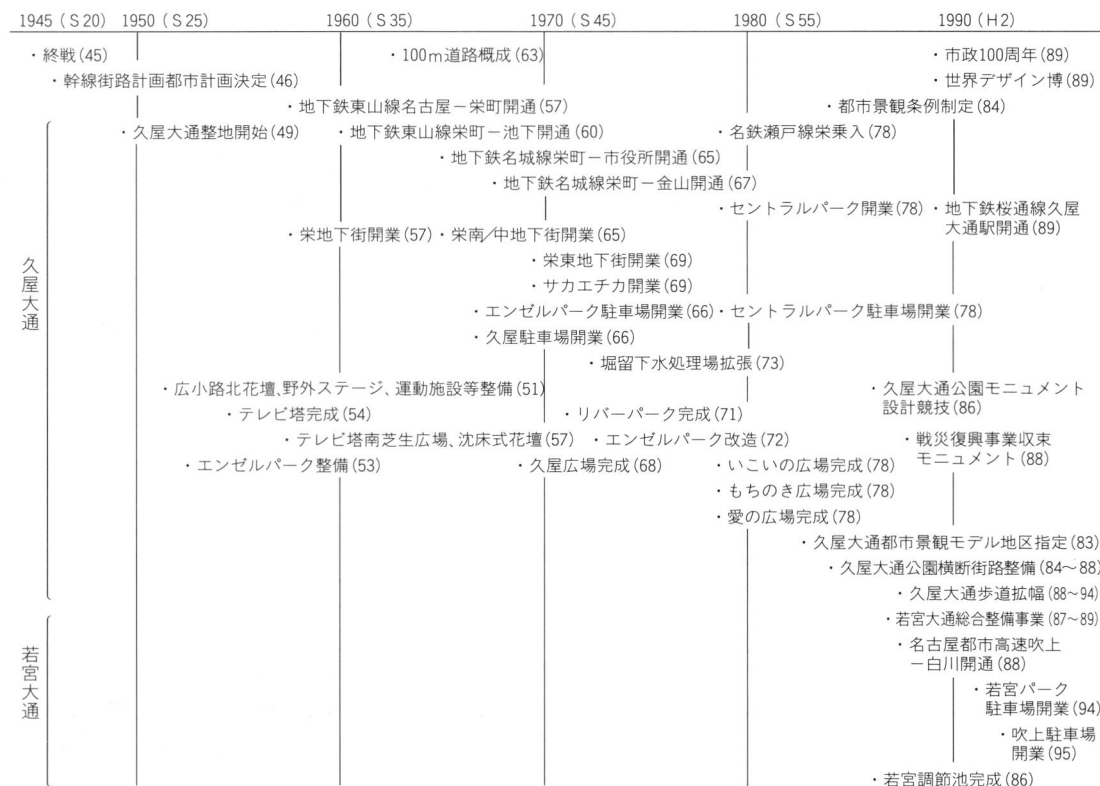 1945(S20) 1950(S25) 1960(S35) 1970(S45) 1980(S55) 1990(H2)
・終戦(45) ・100m道路概成(63) ・市政100周年(89)
・幹線街路計画都市計画決定(46) ・世界デザイン博(89)
・地下鉄東山線名古屋－栄町開通(57) ・都市景観条例制定(84)
久屋大通
・久屋大通整地開始(49) ・地下鉄東山線栄町－池下開通(60) ・名鉄瀬戸線栄乗入(78)
・地下鉄名城線栄町－市役所開通(65)
・地下鉄名城線栄町－金山開通(67)
・セントラルパーク開業(78) ・地下鉄桜通線久屋
大通駅開通(89)
・栄地下街開業(57) ・栄南/中地下街開業(65)
・栄東地下街開業(69)
・サカエチカ開業(69)
・エンゼルパーク駐車場開業(66) ・セントラルパーク駐車場開業(78)
・久屋駐車場開業(66)
・堀留下水処理場拡張(73)
・広小路北花壇、野外ステージ、運動施設等整備(51) ・久屋大通公園モニュメント
設計競技(86)
・テレビ塔完成(54) ・リバーパーク完成(71)
・テレビ塔南芝生広場、沈床式花壇(57) ・エンゼルパーク改造(72) ・戦災復興事業収束
モニュメント(88)
・エンゼルパーク整備(53) ・久屋広場完成(68) ・いこいの広場完成(78)
・もちのき広場完成(78)
・愛の広場完成(78)
・久屋大通都市景観モデル地区指定(83)
・久屋大通公園横断街路整備(84〜88)
・久屋大通歩道拡幅(88〜94)
若宮大通
・若宮大通総合整備事業(87〜89)
・名古屋都市高速吹上
－白川開通(88)
・若宮パーク
駐車場開業(94)
・吹上駐車場
開業(95)
・若宮調節池完成(86)